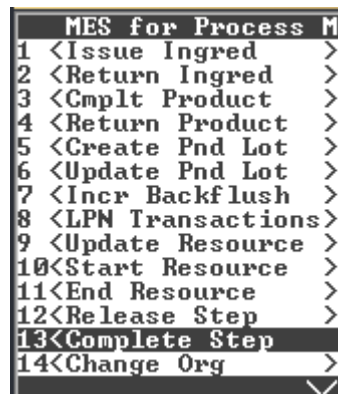 MES for Process M
1 <Issue Ingred >
2 <Return Ingred >
3 <Cmplt Product >
4 <Return Product >
5 <Create Pnd Lot >
6 <Update Pnd Lot >
7 <Incr Backflush >
8 <LPN Transactions>
9 <Update Resource >
10<Start Resource >
11<End Resource >
12<Release Step >
13<Complete Step
14<Change Org >